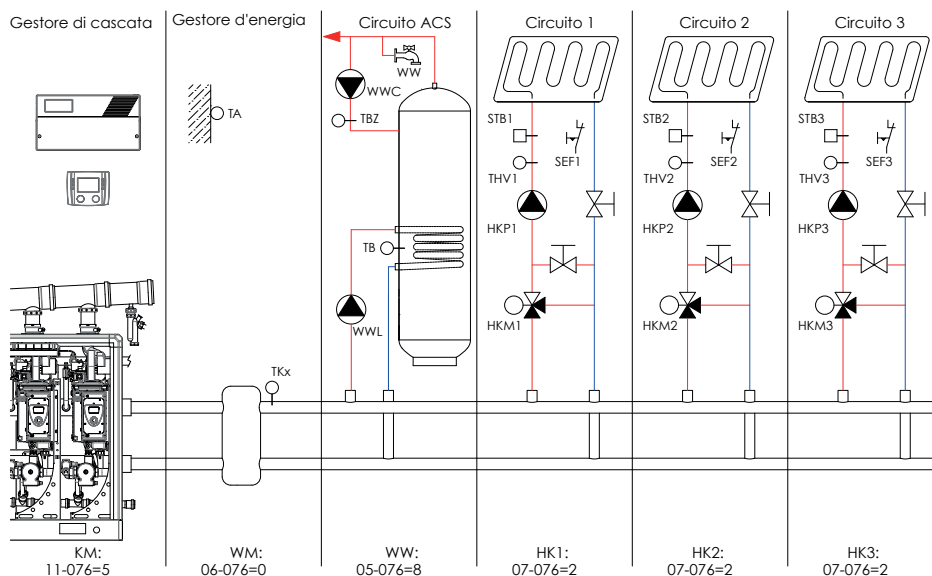 Gestore di cascata
Gestore d'energia
Circuito ACS
Circuito 1
Circuito 2
Circuito 3
WW
WWC
TA
TBZ
STB1
SEF1
STB2
SEF2
STB3
SEF3
THV1
THV2
THV3
HKP1
HKP2
HKP3
TB
WWL
HKM1
HKM2
HKM3
TKx
KM:
11-076=5
WM:
06-076=0
WW:
05-076=8
HK1:
07-076=2
HK2:
07-076=2
HK3:
07-076=2